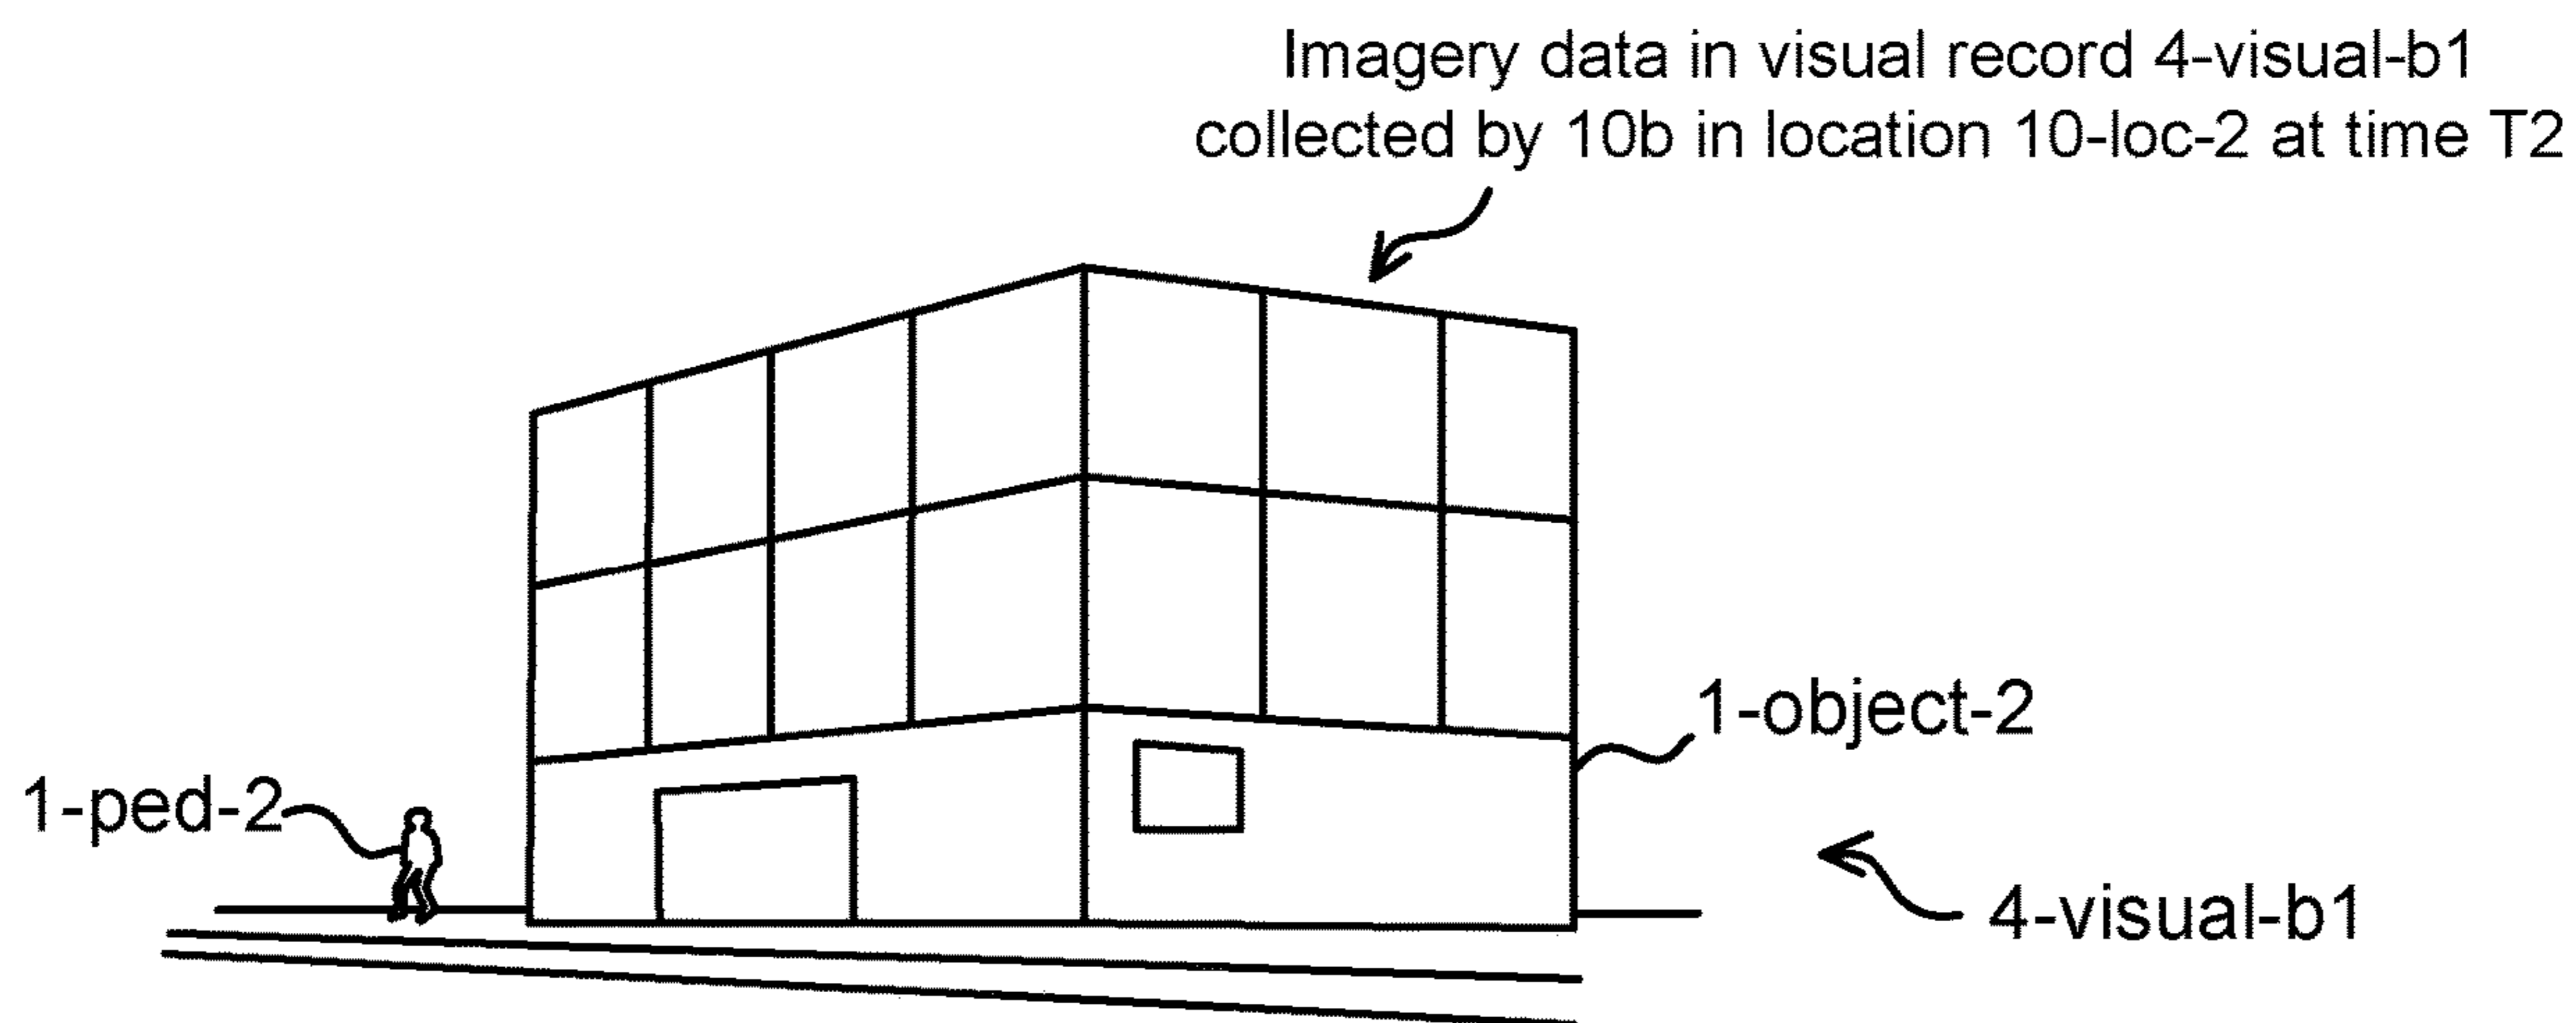 Imagery data in visual record 4-visual-b1
collected by 10b in location 10-loc-2 at time T2
1-object-2
1-ped-2
4-visual-b1